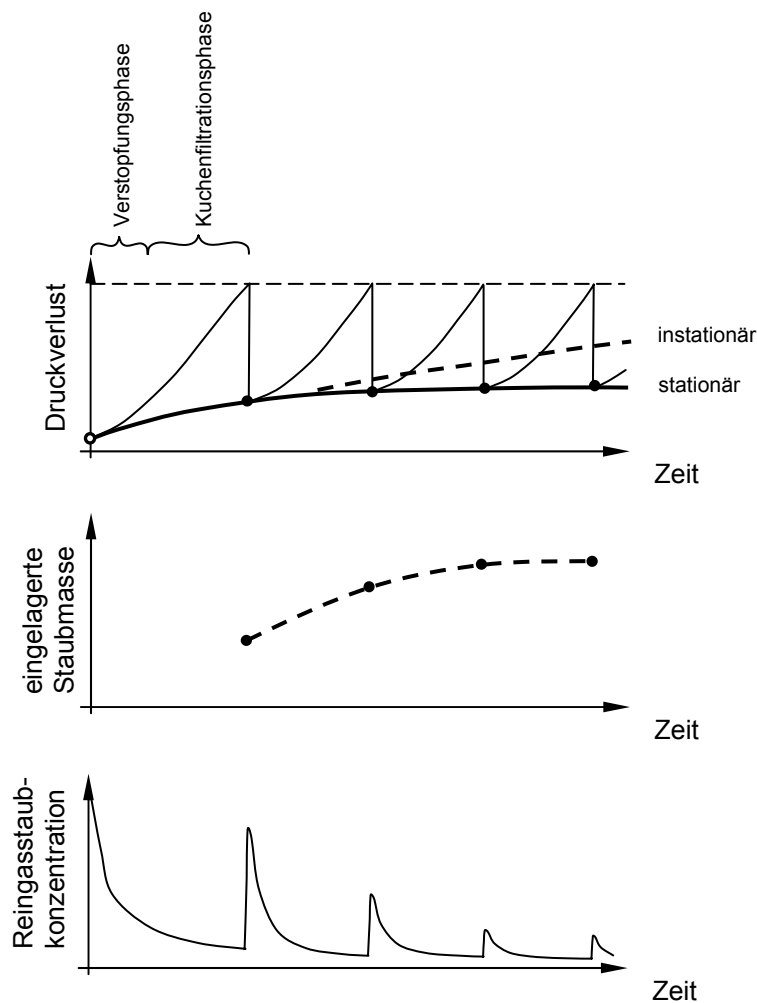 Verstopfungsphase
Kuchenfiltrationsphase
Druckverlust
instationär
stationär
Zeit
eingelagerte
Staubmasse
Zeit
Reingasstaub-
konzentration
Zeit